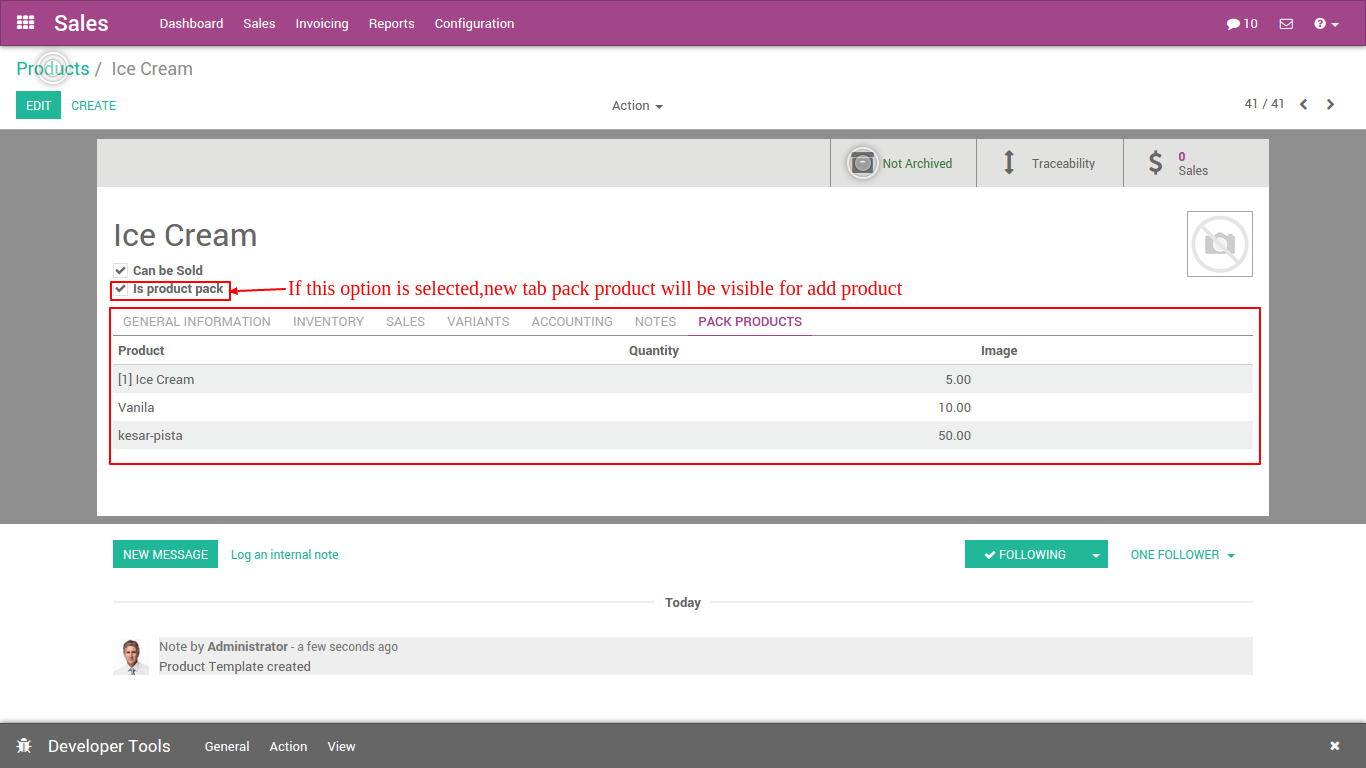 Sales Dashboard Sales Invoicing Reports Configuration 10
Products / Ice Cream
EDIT CREATE Action 41 / 41
Not Archived Traceability 0 Sales
Ice Cream
Can be Sold
Is product pack If this option is selected,new tab pack product will be visible for add product
GENERAL INFORMATION INVENTORY SALES VARIANTS ACCOUNTING NOTES PACK PRODUCTS
Product Quantity Image
[1] Ice Cream 5.00
Vanila 10.00
kesar-pista 50.00
NEW MESSAGE Log an internal note FOLLOWING ONE FOLLOWER
Today
Note by Administrator - a few seconds ago
Product Template created
Developer Tools General Action View